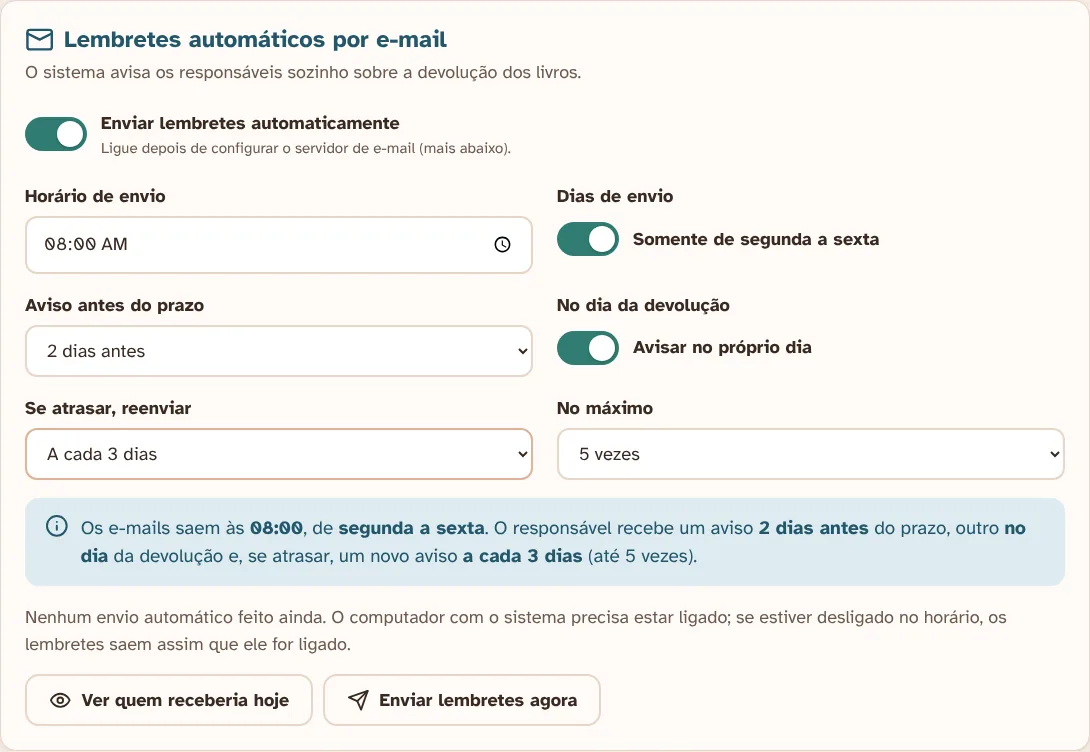 Lembretes automáticos por e-mail
O sistema avisa os responsáveis sozinho sobre a devolução dos livros.
Enviar lembretes automaticamente
Ligue depois de configurar o servidor de e-mail (mais abaixo).
Horário de envio
08:00 AM
Dias de envio
Somente de segunda a sexta
Aviso antes do prazo
2 dias antes
No dia da devolução
Avisar no próprio dia
Se atrasar, reenviar
A cada 3 dias
No máximo
5 vezes
Os e-mails saem às 08:00, de segunda a sexta. O responsável recebe um aviso 2 dias antes do prazo, outro no
dia da devolução e, se atrasar, um novo aviso a cada 3 dias (até 5 vezes).
Nenhum envio automático feito ainda. O computador com o sistema precisa estar ligado; se estiver desligado no horário, os
lembretes saem assim que ele for ligado.
Ver quem receberia hoje
Enviar lembretes agora